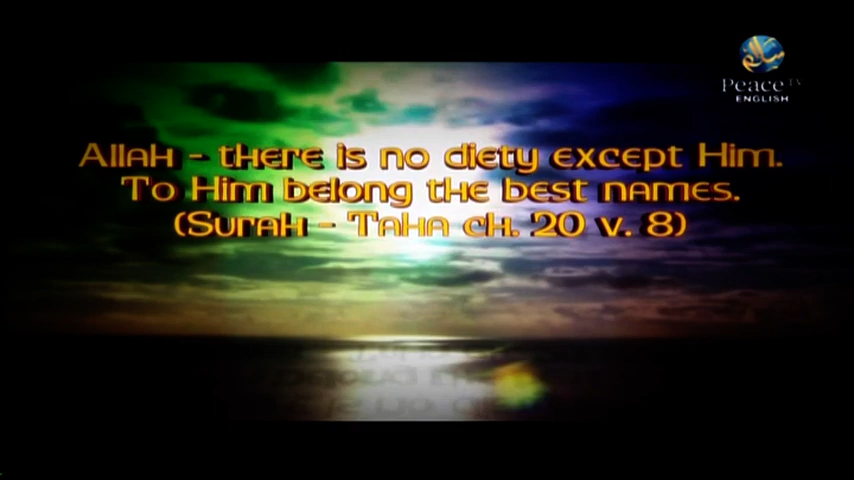 Peace TV
ENGLISH
Allah - there is no diety except Him.
To Him belong the best names.
(Surah - Taha ch. 20 v. 8)